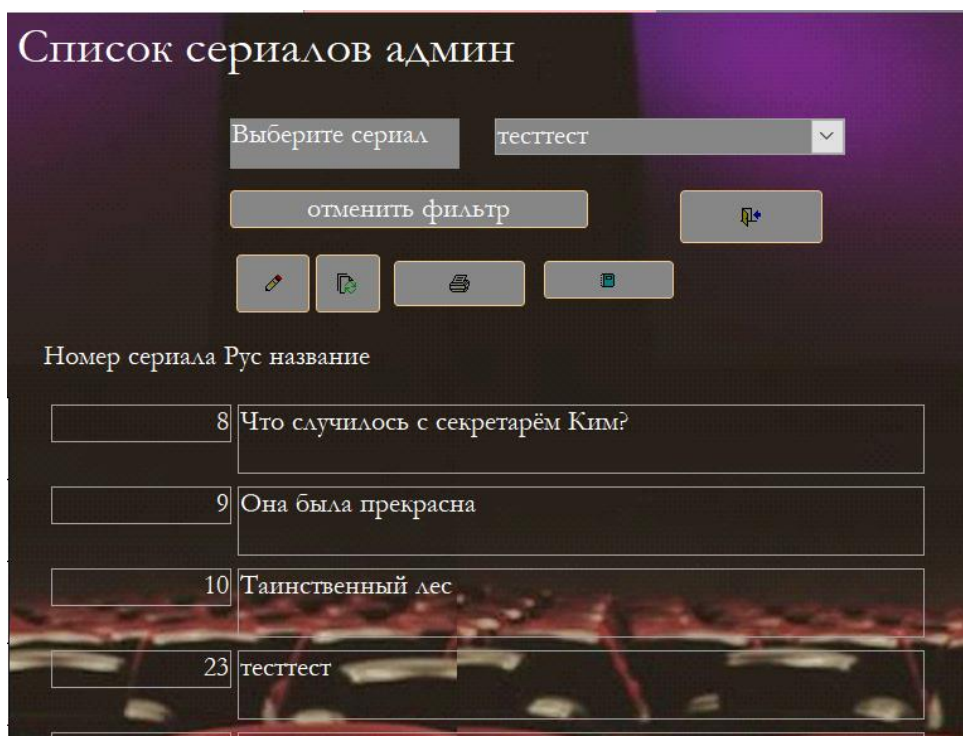 Список сериалов админ
Выберите сериал тесттест
отменить фильтр
Номер сериала Рус название
8 Что случилось с секретарём Ким?
9 Она была прекрасна
10 Таинственный лес
23 тесттест